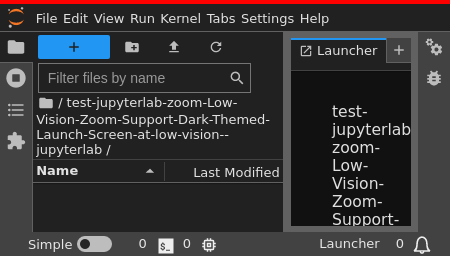 File Edit View Run Kernel Tabs Settings Help
Filter files by name
/ test-jupyterlab-zoom-Low-
Vision-Zoom-Support-Dark-Themed-
Launch-Screen-at-low-vision--
jupyterlab /
Name Last Modified
Launcher
test-
jupyterlab
zoom-
Low-
Vision-
Zoom-
Support-
Simple 0 $_ 0 Launcher 0